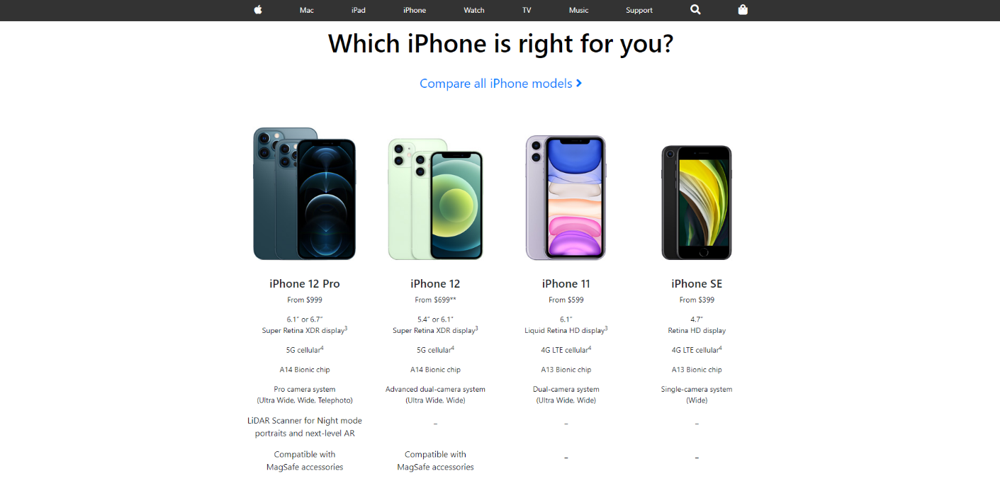 Mac iPad iPhone Watch TV Music Support
Which iPhone is right for you?
Compare all iPhone models
iPhone 12 Pro
From $999
6.1″ or 6.7″
Super Retina XDR display³
5G cellular⁴
A14 Bionic chip
Pro camera system
(Ultra Wide, Wide, Telephoto)
LiDAR Scanner for Night mode
portraits and next-level AR
Compatible with
MagSafe accessories
iPhone 12
From $699**
5.4″ or 6.1″
Super Retina XDR display³
5G cellular⁴
A14 Bionic chip
Advanced dual-camera system
(Ultra Wide, Wide)
–
Compatible with
MagSafe accessories
iPhone 11
From $599
6.1″
Liquid Retina HD display³
4G LTE cellular⁴
A13 Bionic chip
Dual-camera system
(Ultra Wide, Wide)
–
–
iPhone SE
From $399
4.7″
Retina HD display
4G LTE cellular⁴
A13 Bionic chip
Single-camera system
(Wide)
–
–